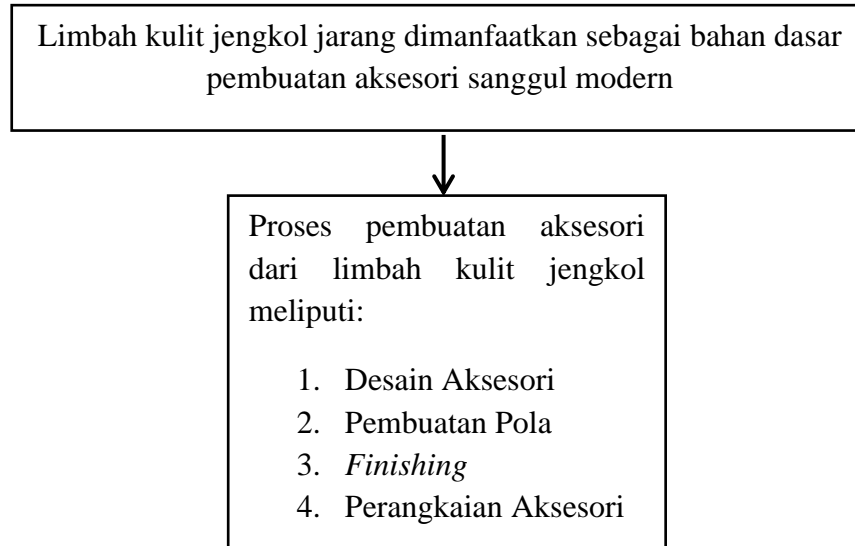 Limbah kulit jengkol jarang dimanfaatkan sebagai bahan dasar
pembuatan aksesori sanggul modern
Proses pembuatan aksesori
dari limbah kulit jengkol
meliputi:
1. Desain Aksesori
2. Pembuatan Pola
3. Finishing
4. Perangkaian Aksesori